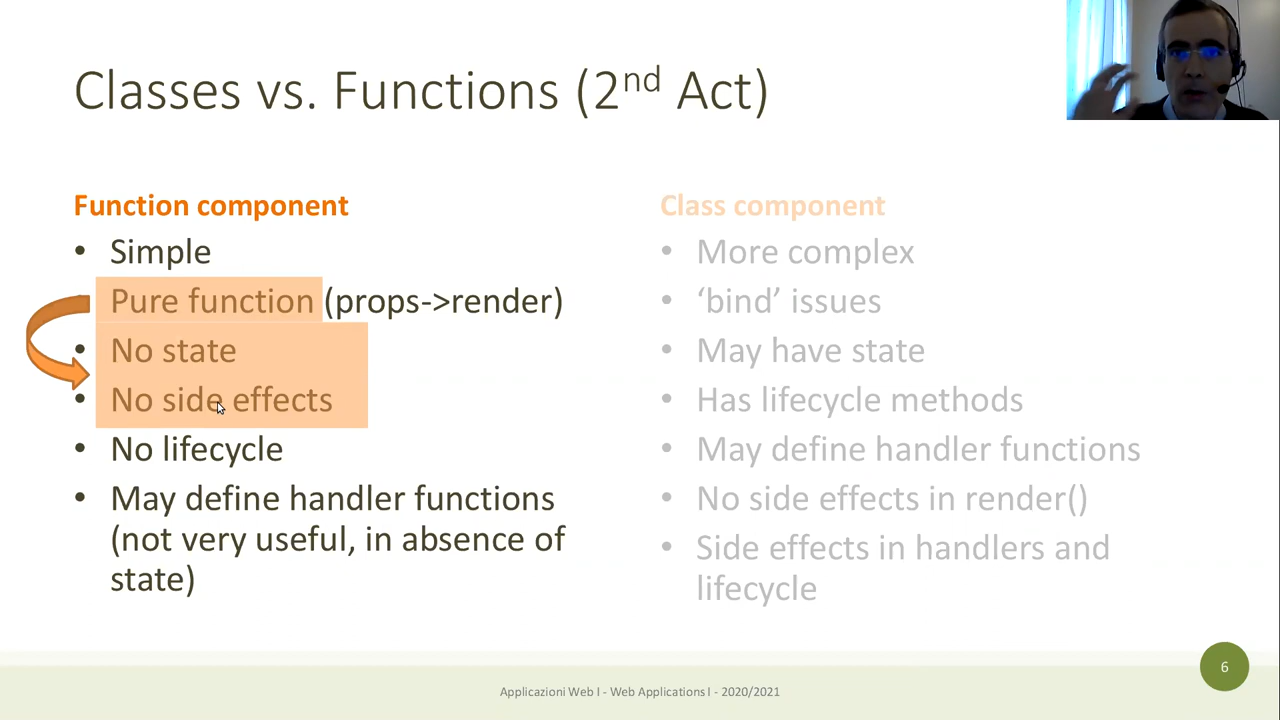 Classes vs. Functions (2nd Act)
Function component
• Simple
Pure function (props->render)
• No state
• No side effects
• No lifecycle
• May define handler functions
(not very useful, in absence of
state)
Class component
• More complex
• ‘bind’ issues
• May have state
• Has lifecycle methods
• May define handler functions
• No side effects in render()
• Side effects in handlers and
lifecycle
Applicazioni Web I - Web Applications I - 2020/2021
6